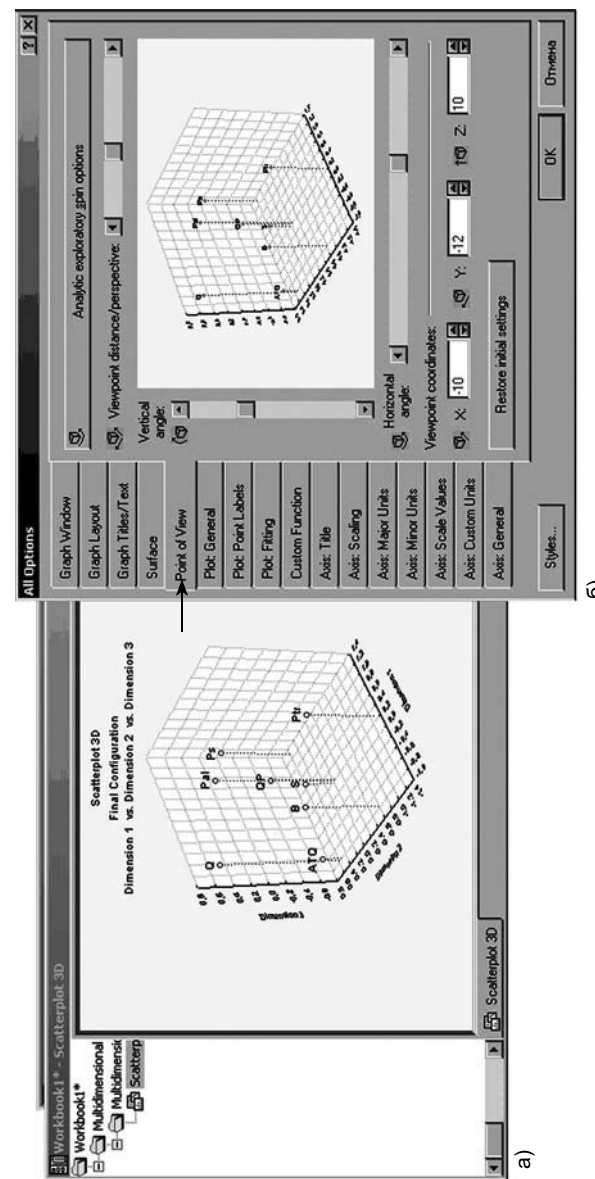 Workbook1* - Scatterplot 3D
Workbook1*
Multidimensional
Multidimensic
Scatterp
Scatterplot 3D
Final Configuration
Dimension 1 vs. Dimension 2 vs. Dimension 3
Q
Pal
Ps
QP
S
B
Ptr
ATQ
Scatterplot 3D
а)
All Options
? X
Graph Window
Graph Layout
Graph Titles/Text
Surface
Point of View
Plot: General
Plot: Point Labels
Plot: Fitting
Custom Function
Axis: Title
Axis: Scaling
Axis: Major Units
Axis: Minor Units
Axis: Scale Values
Axis: Custom Units
Axis: General
Analytic exploratory spin options
Viewpoint distance/perspective:
Vertical
angle:
Horizontal
angle:
Viewpoint coordinates:
X: -10 Y: -12 Z: 10
Restore initial settings
Styles...
OK
Отмена
б)